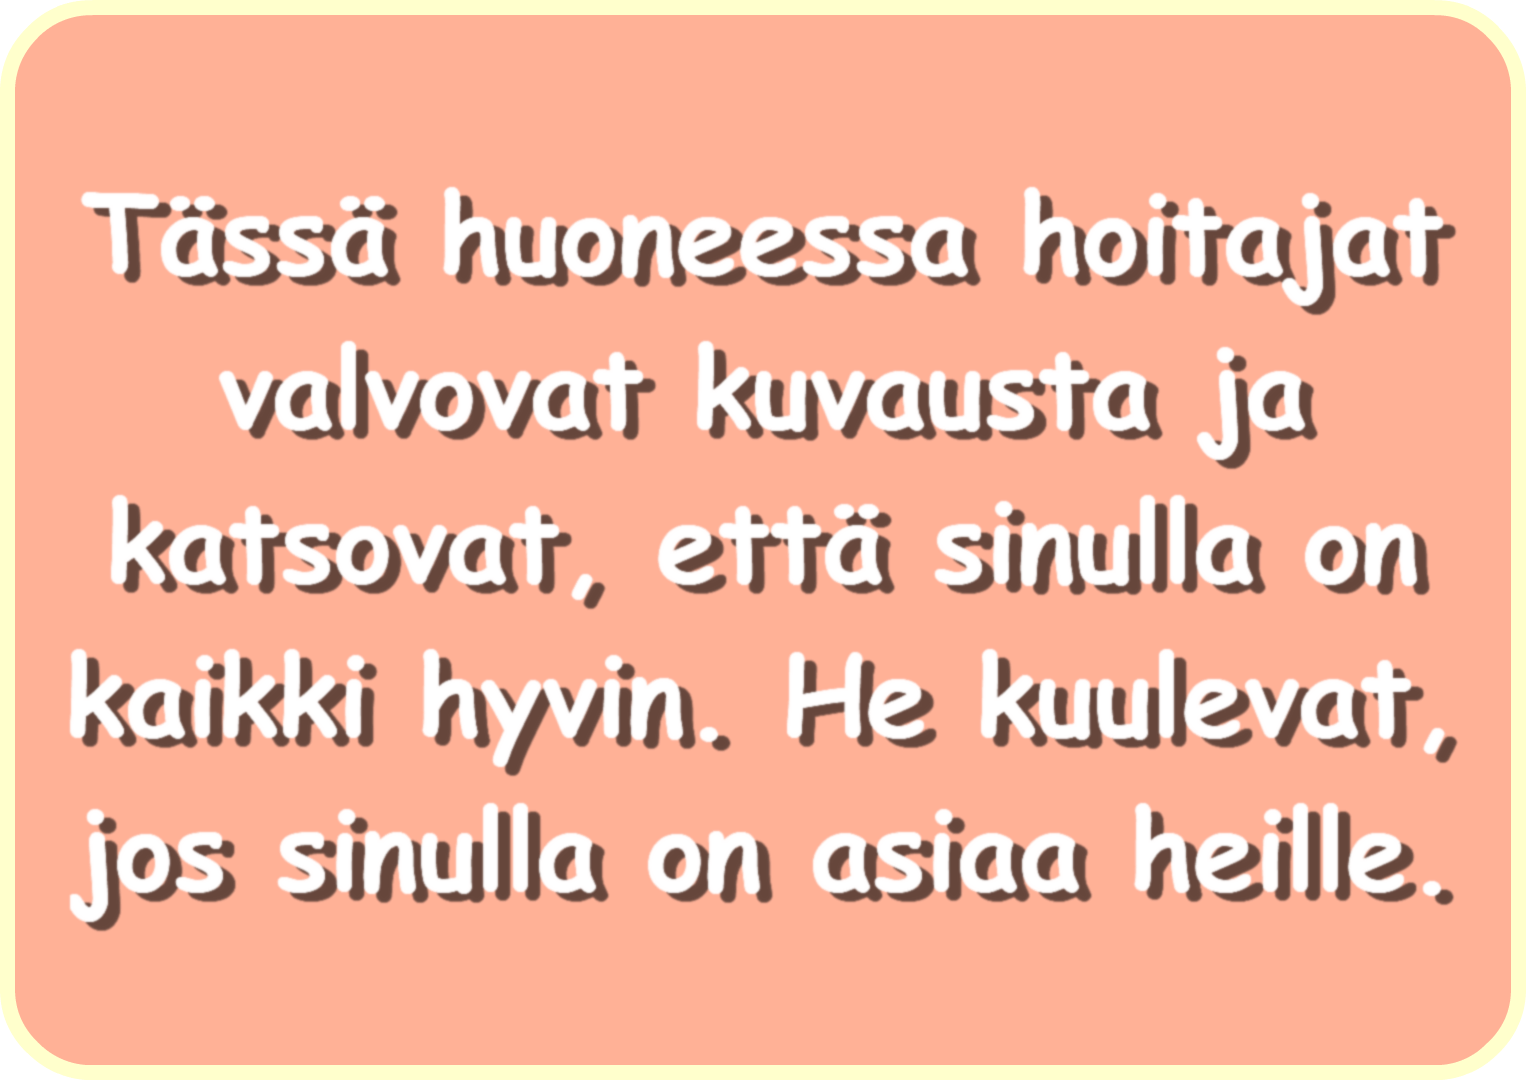 Tässä huoneessa hoitajat
valvovat kuvausta ja
katsovat, että sinulla on
kaikki hyvin. He kuulevat,
jos sinulla on asiaa heille.